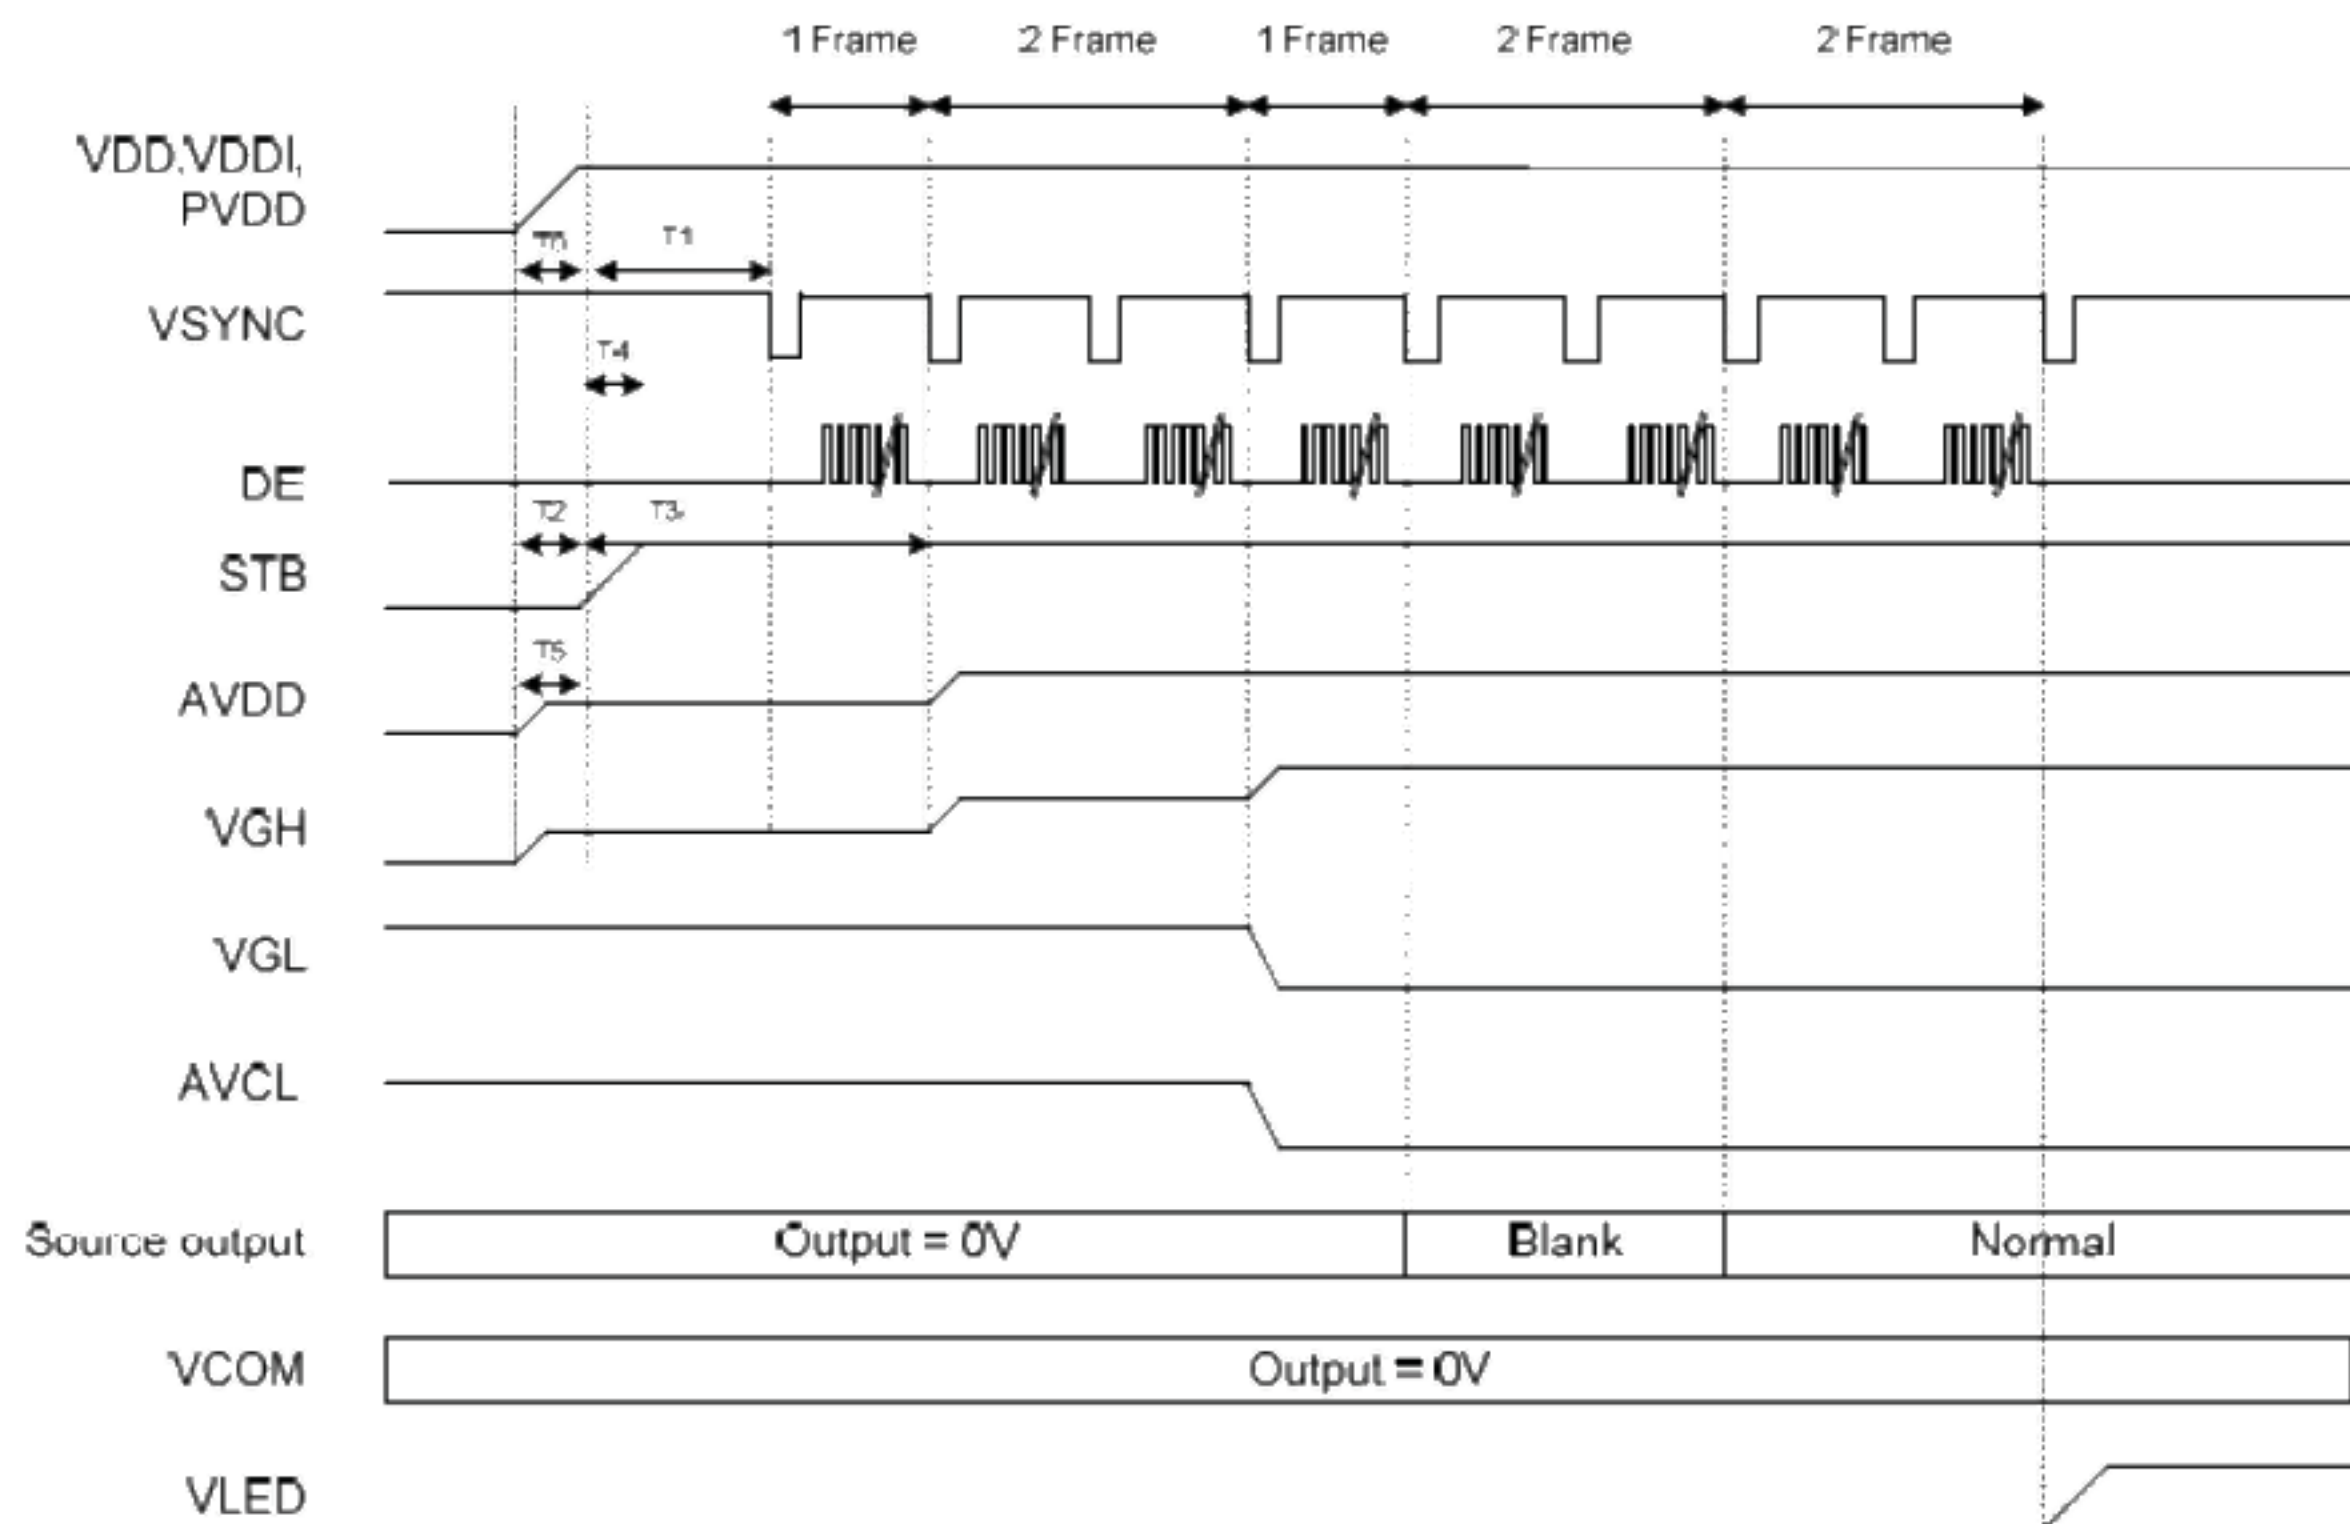 1 Frame 2 Frame 1 Frame 2 Frame 2 Frame
VDD,VDDI,
PVDD
T1
VSYNC
T4
DE
T2 T3
STB
T5
AVDD
VGH
VGL
AVCL
Source output Output = 0V Blank Normal
VCOM Output = 0V
VLED